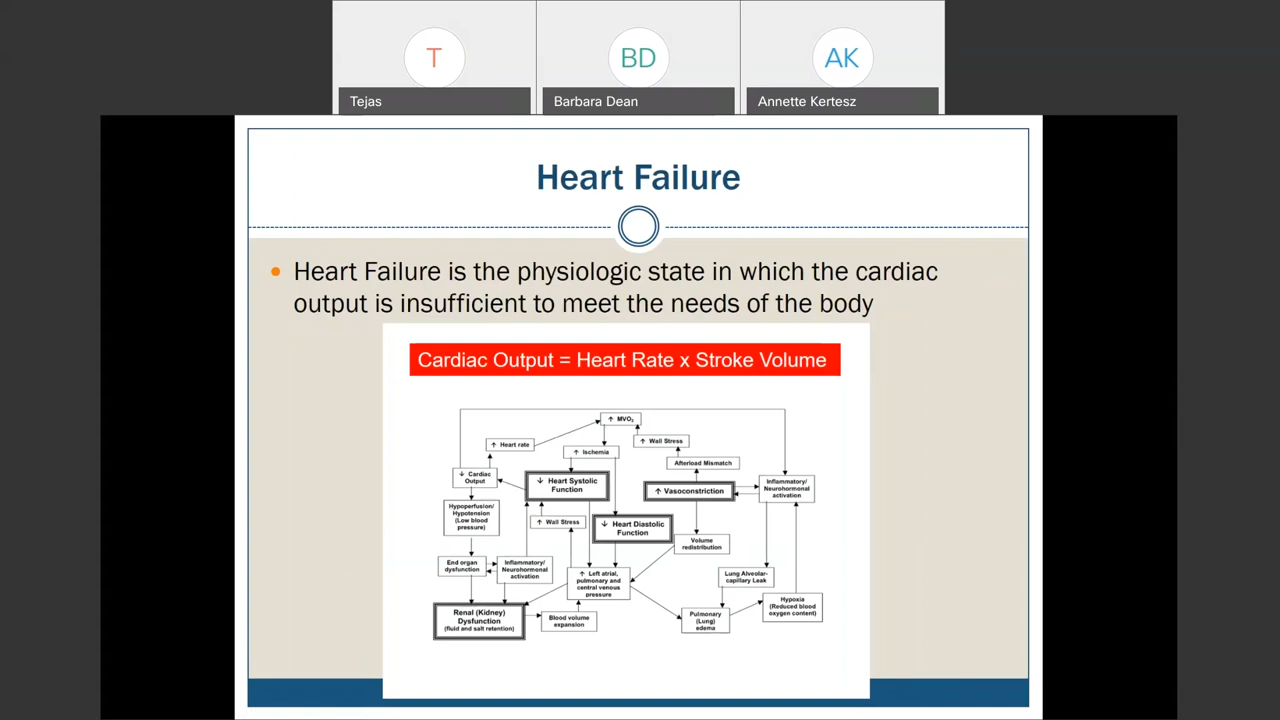 T
BD
AK
Tejas
Barbara Dean
Annette Kertesz
Heart Failure
• Heart Failure is the physiologic state in which the cardiac
output is insufficient to meet the needs of the body
Cardiac Output = Heart Rate x Stroke Volume
↑ MVO₂
↑ Heart rate
↑ Wall Stress
↑ Ischemia
Afterload Mismatch
↓ Cardiac
Output
↓ Heart Systolic
Function
↑ Vasoconstriction
Inflammatory/
Neurohormonal
activation
Hypoperfusion/
Hypotension
(Low blood
pressure)
↑ Wall Stress
↓ Heart Diastolic
Function
Volume
redistribution
End organ
dysfunction
Inflammatory/
Neurohormonal
activation
↑ Left atrial,
pulmonary and
central venous
pressure
Lung Alveolar-
capillary Leak
Renal (Kidney)
Dysfunction
(fluid and salt retention)
Blood volume
expansion
Pulmonary
(Lung)
edema
Hypoxia
(Reduced blood
oxygen content)